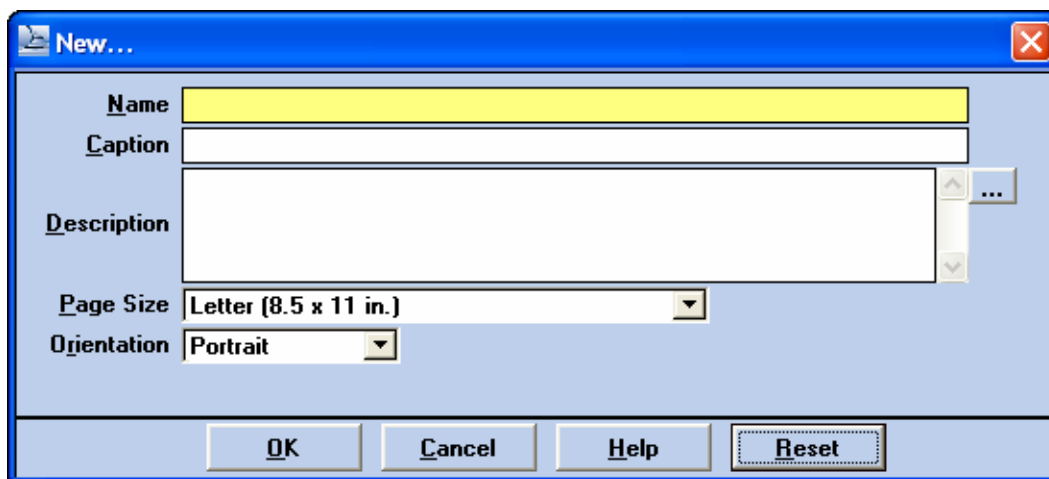 New...
Name
Caption
...
Description
Page Size Letter (8.5 x 11 in.)
Orientation Portrait
OK Cancel Help Reset